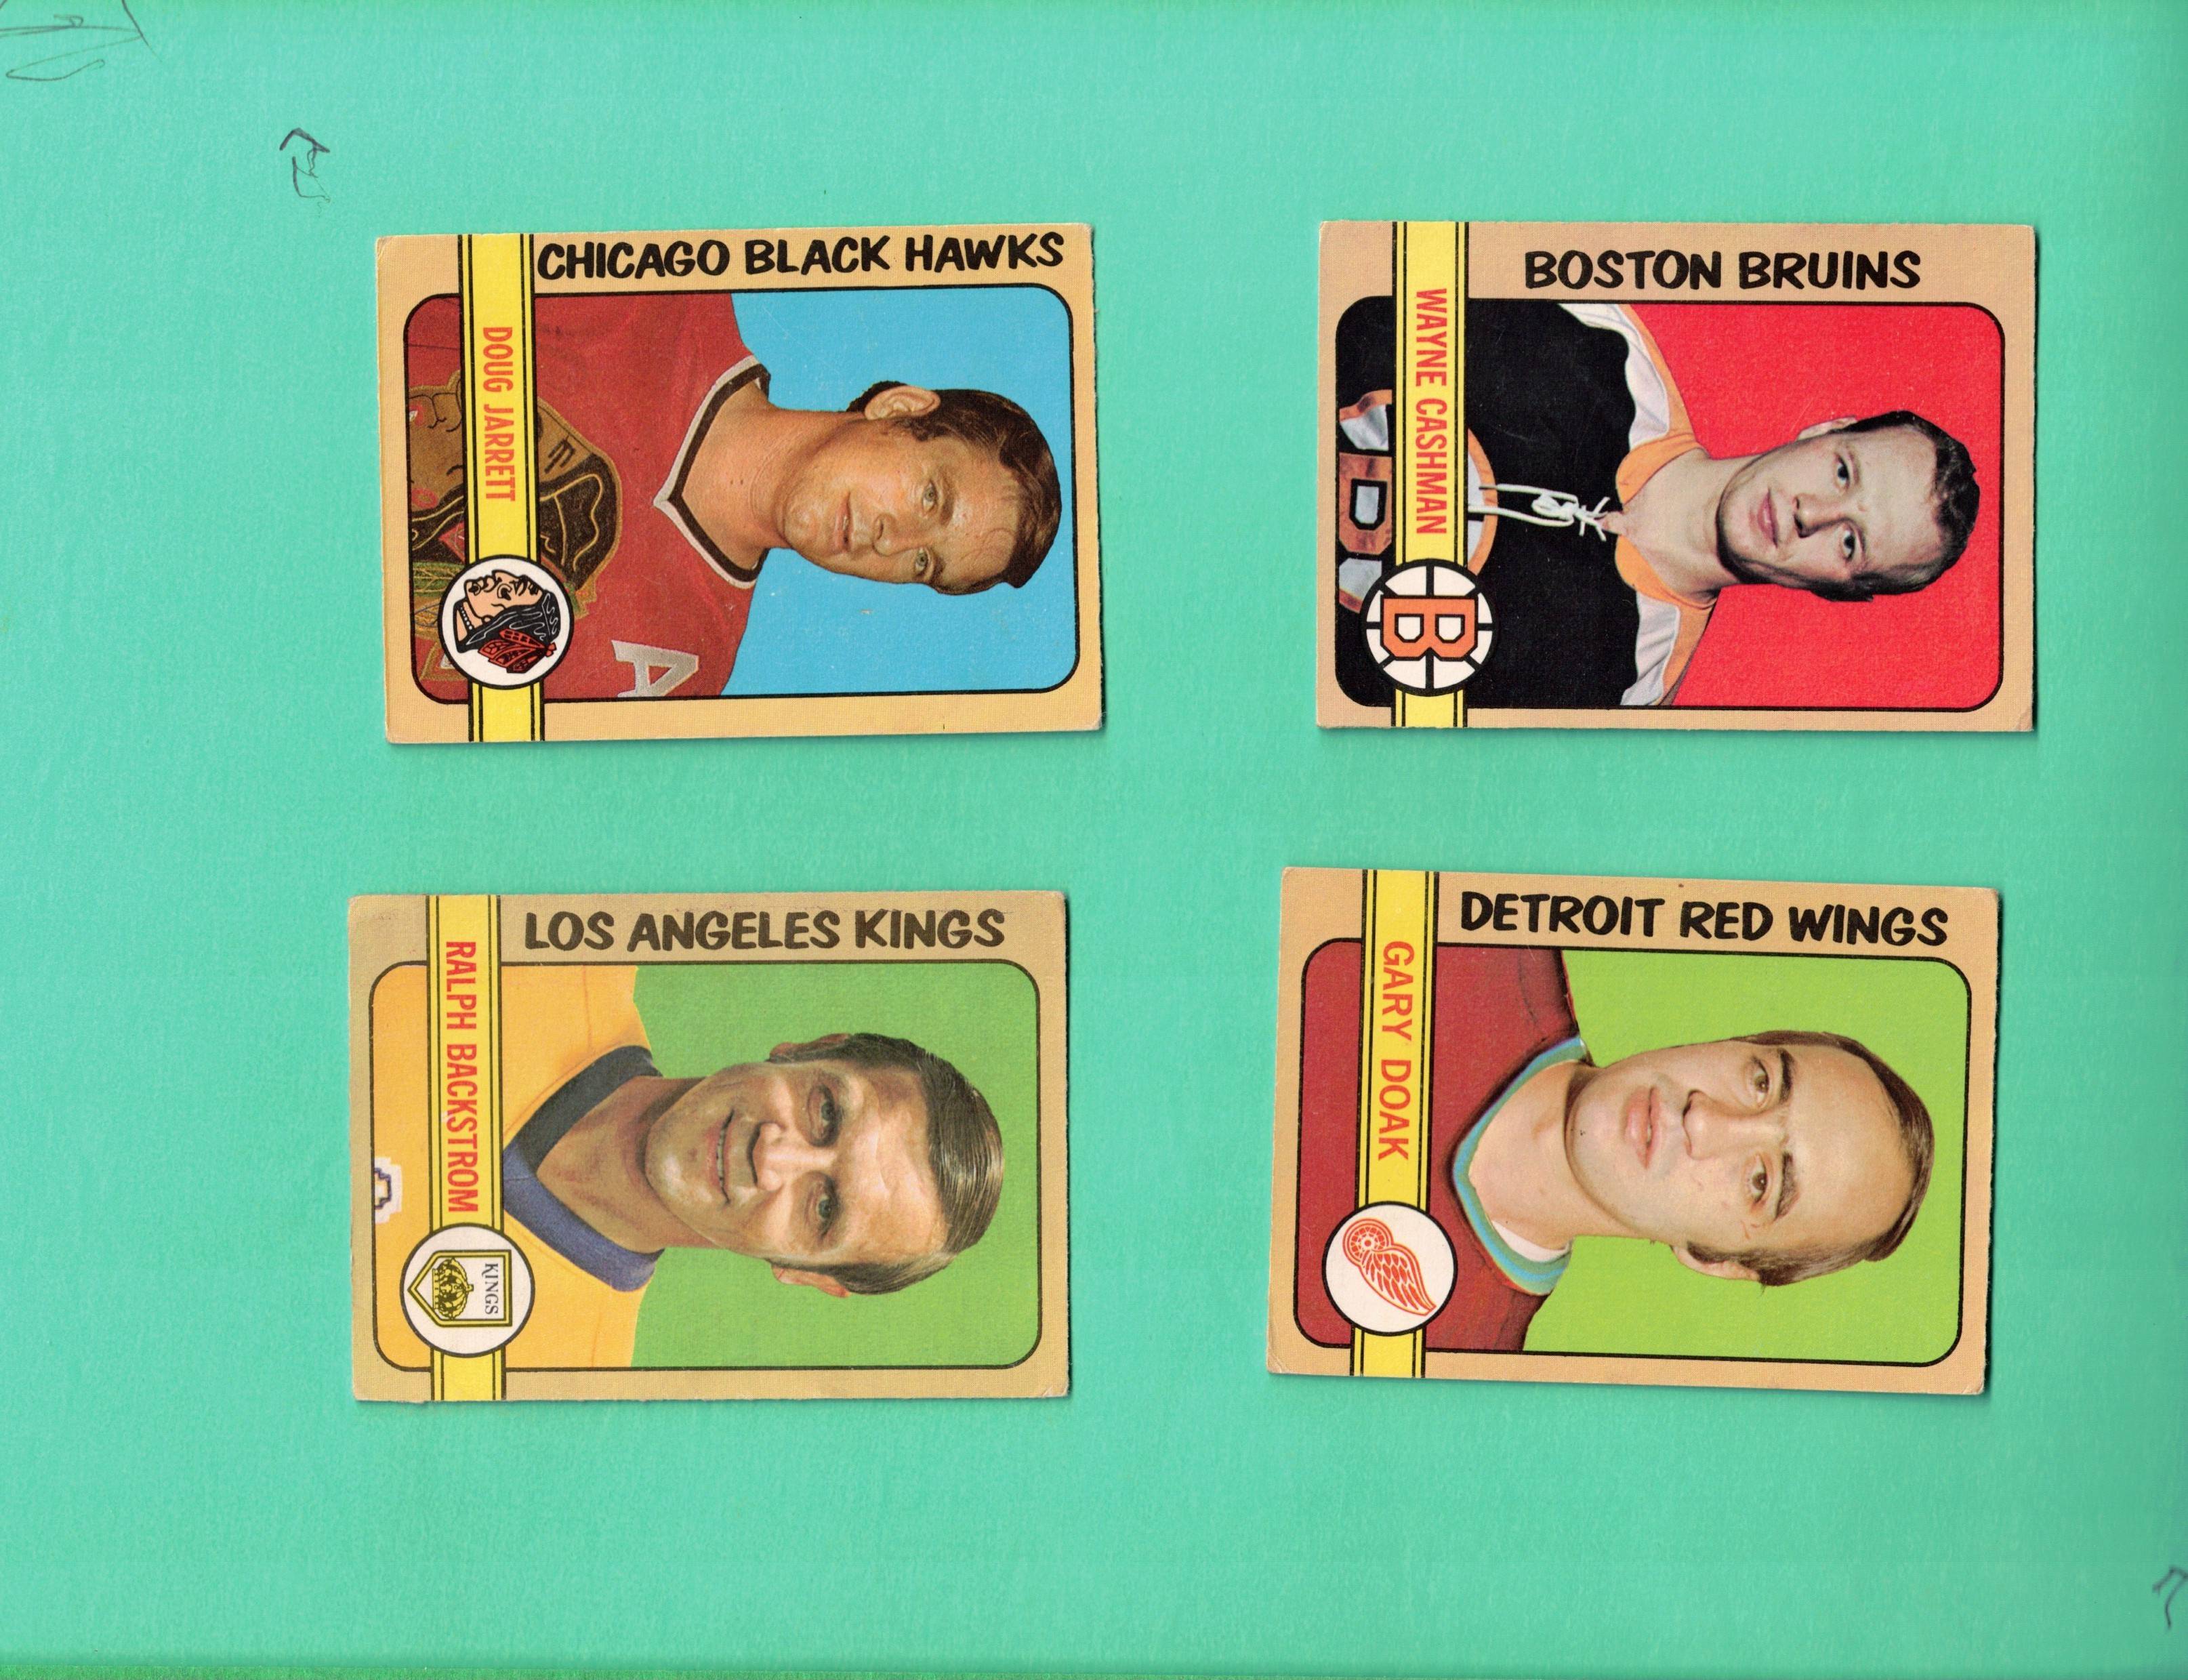 CHICAGO BLACK HAWKS
DOUG JARRETT
A
BOSTON BRUINS
WAYNE CASHMAN
B
LOS ANGELES KINGS
RALPH BACKSTROM
KINGS
DETROIT RED WINGS
GARY DOAK